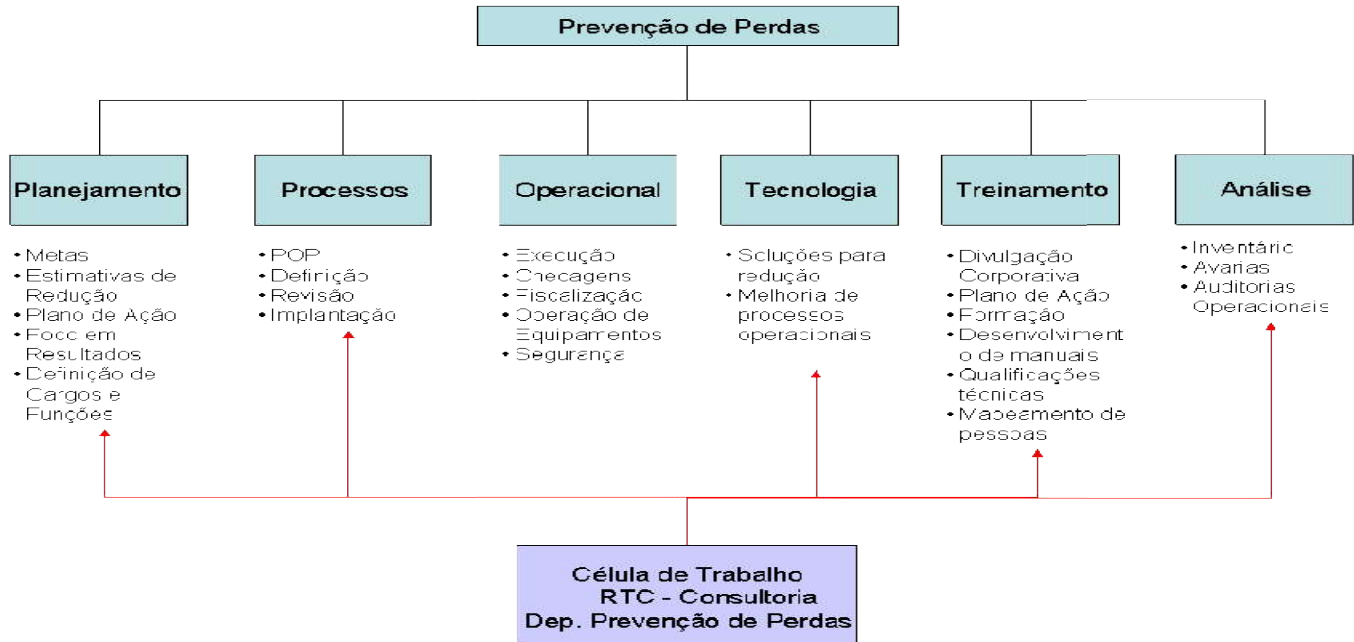 Prevenção de Perdas
Planejamento
• Metas
• Estimativas de
Redução
• Plano de Ação
• Foco em
Resultados
• Definição de
Cargos e
Funções
Processos
• POP
• Definição
• Revisão
• Implantação
Operacional
• Execução
• Checagens
• Fiscalização
• Operação de
Equipamentos
• Segurança
Tecnologia
• Soluções para
redução
• Melhoria de
processos
operacionais
Treinamento
• Divulgação
Corporativa
• Plano de Ação
• Formação
• Desenvolviment
o de manuais
• Qualificações
técnicas
• Mapeamento de
pessoas
Análise
• Inventário
• Avarias
• Auditorias
Operacionais
Célula de Trabalho
RTC - Consultoria
Dep. Prevenção de Perdas